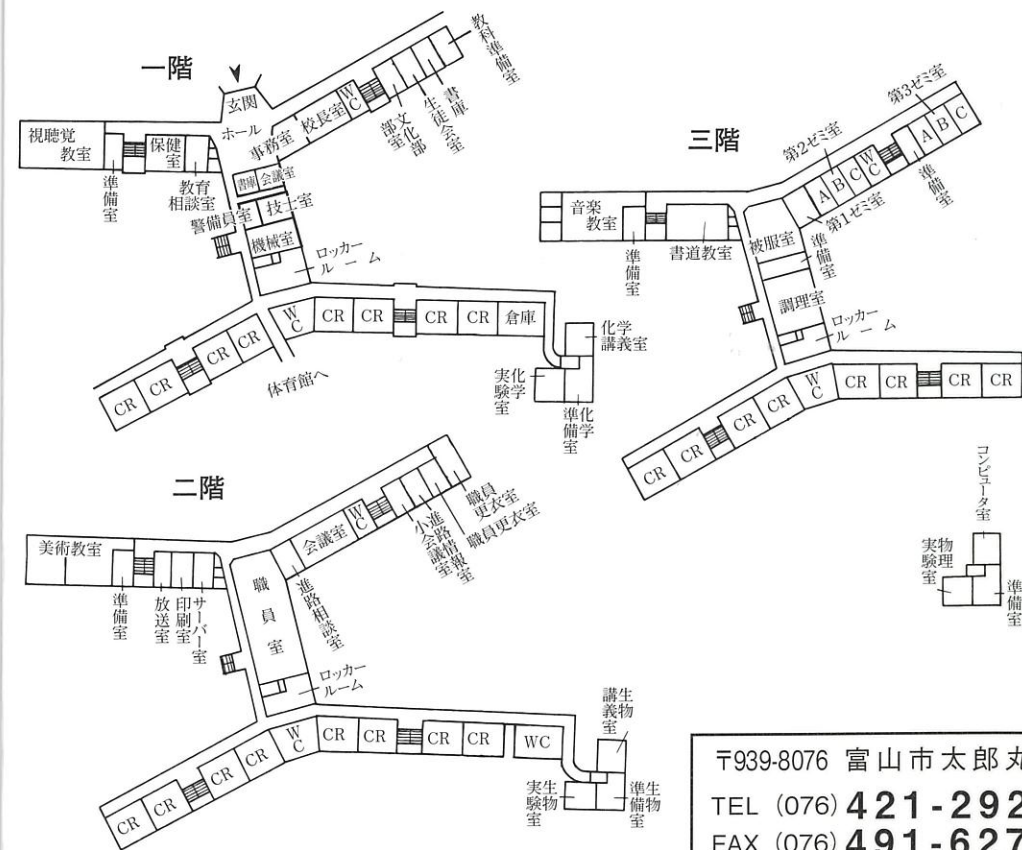 一階
玄関
ホール
視聴覚教室
準備室
保健室
教育相談室
事務室
校長室
WC
文化部部室
生徒会室
書庫
教科準備室
書庫
会議室
警備員室
技士室
機械室
ロッカールーム
CR
CR
CR
CR
WC
CR
CR
CR
CR
倉庫
体育館へ
化学講義室
化学実験室
化学準備室
二階
美術教室
準備室
放送室
印刷室
サーバー室
職員室
進路相談室
会議室
WC
小会議室
進路情報室
職員更衣室
職員更衣室
ロッカールーム
CR
CR
CR
CR
WC
CR
CR
CR
CR
WC
生物講義室
生物実験室
生物準備室
三階
音楽教室
準備室
書道教室
被服室
準備室
調理室
ロッカールーム
第1ゼミ室
第2ゼミ室
A
B
C
WC
準備室
第3ゼミ室
A
B
C
CR
CR
CR
CR
WC
CR
CR
CR
CR
コンピュータ室
物理実験室
準備室
〒939-8076 富山市太郎丸
TEL (076) 421-292
FAX (076) 491-627